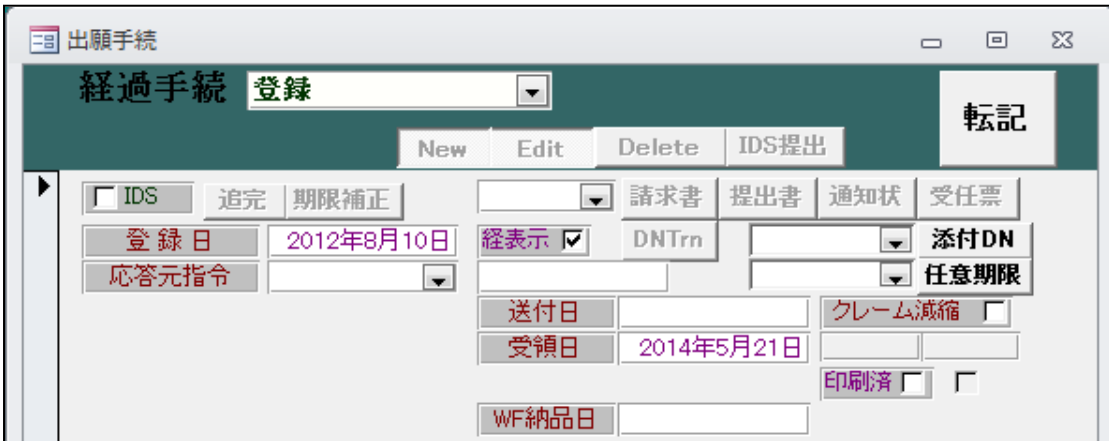 出願手続
経過手続 登録
転記
New Edit Delete IDS提出
IDS 追完 期限補正 請求書 提出書 通知状 受任票
登録日 2012年8月10日 経表示 DNTrn 添付DN
応答元指令 任意期限
送付日 クレーム減縮
受領日 2014年5月21日
印刷済
WF納品日